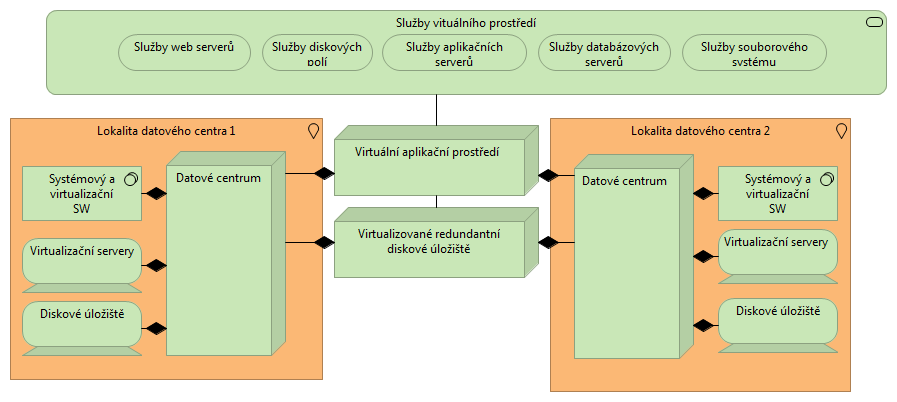 Služby vituálního prostředí
Služby web serverů
Služby diskových
polí
Služby aplikačních
serverů
Služby databázových
serverů
Služby souborového
systému
Lokalita datového centra 1
Systémový a
virtualizační
SW
Virtualizační servery
Diskové úložiště
Datové centrum
Virtuální aplikační prostředí
Virtualizované redundantní
diskové úložiště
Lokalita datového centra 2
Datové centrum
Systémový a
virtualizační
SW
Virtualizační servery
Diskové úložiště